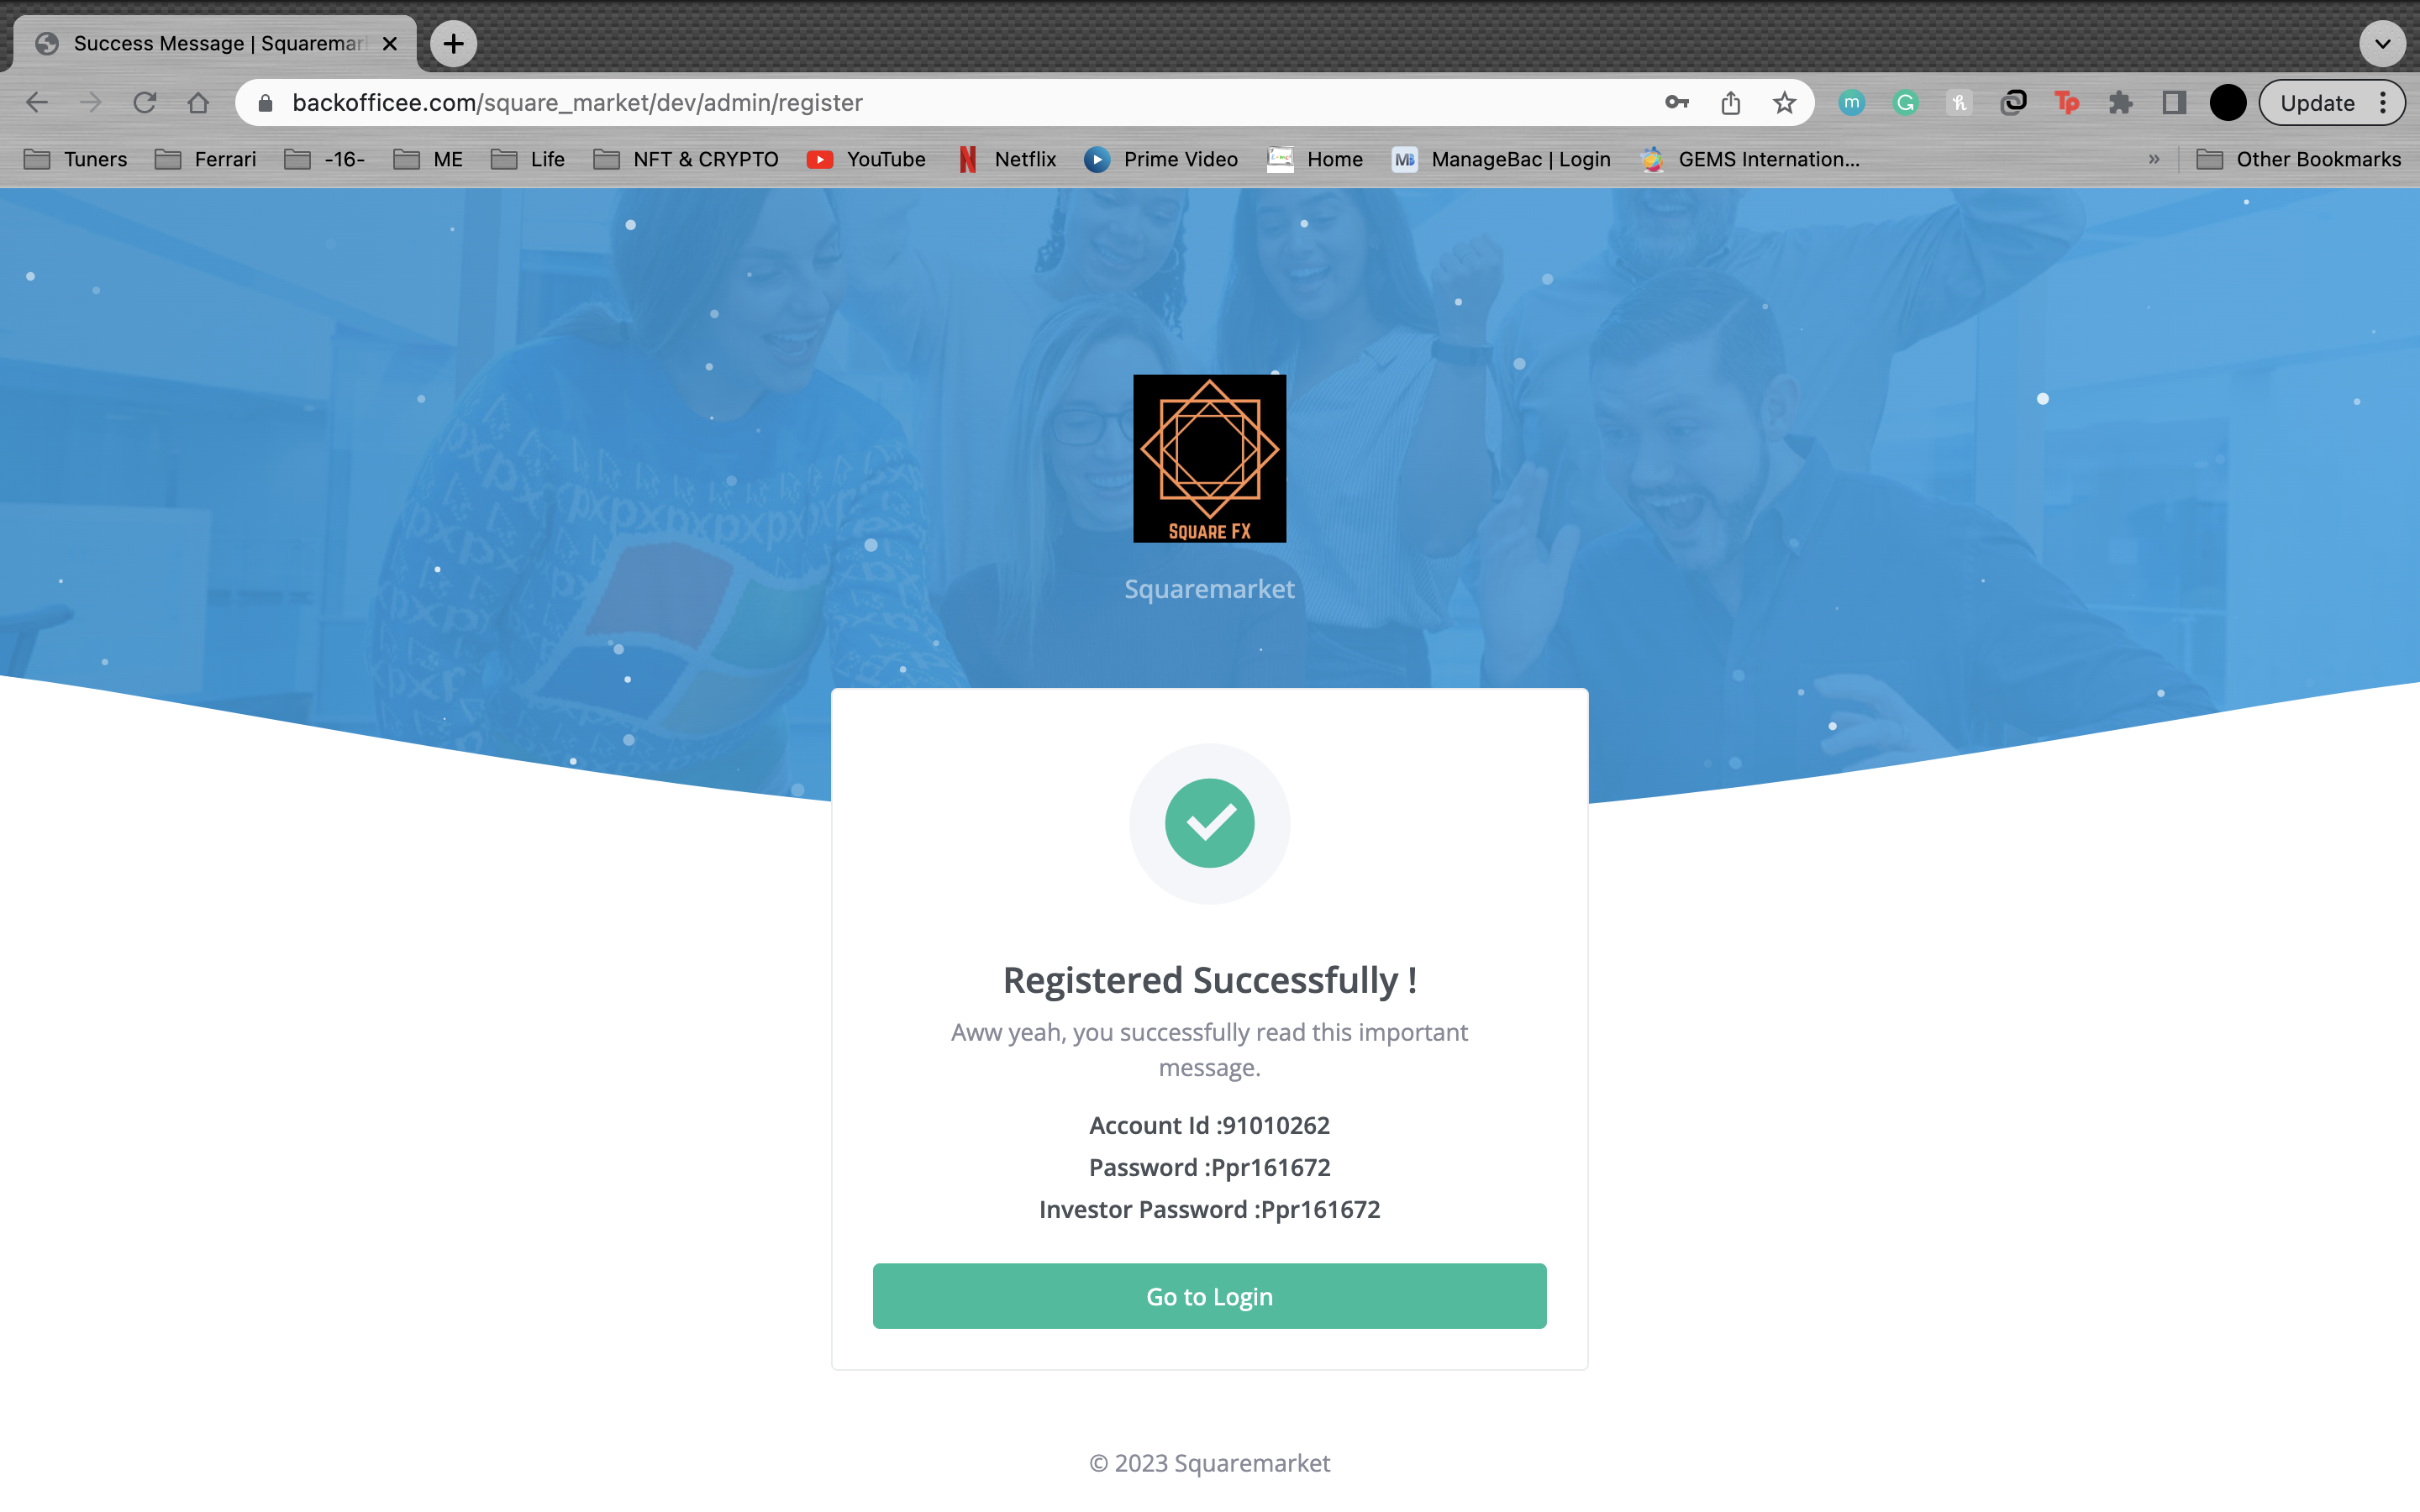 Success Message | Squaremar
backofficee.com/square_market/dev/admin/register
Update
Tuners
Ferrari
-16-
ME
Life
NFT & CRYPTO
YouTube
Netflix
Prime Video
Home
MB
ManageBac | Login
GEMS Internation...
»
Other Bookmarks
SQUARE FX
Squaremarket
Registered Successfully !
Aww yeah, you successfully read this important
message.
Account Id :91010262
Password :Ppr161672
Investor Password :Ppr161672
Go to Login
© 2023 Squaremarket